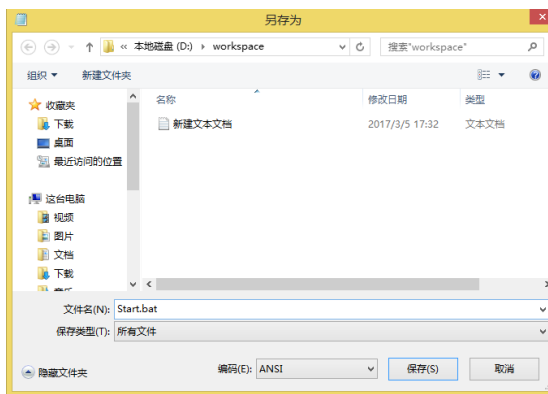 另存为
« 本地磁盘 (D:) › workspace
搜索"workspace"
组织
新建文件夹
收藏夹
下载
桌面
最近访问的位置
这台电脑
视频
图片
文档
下载
名称
修改日期
类型
新建文本文档
2017/3/5 17:32
文本文档
文件名(N): Start.bat
保存类型(T): 所有文件
隐藏文件夹
编码(E): ANSI
保存(S)
取消